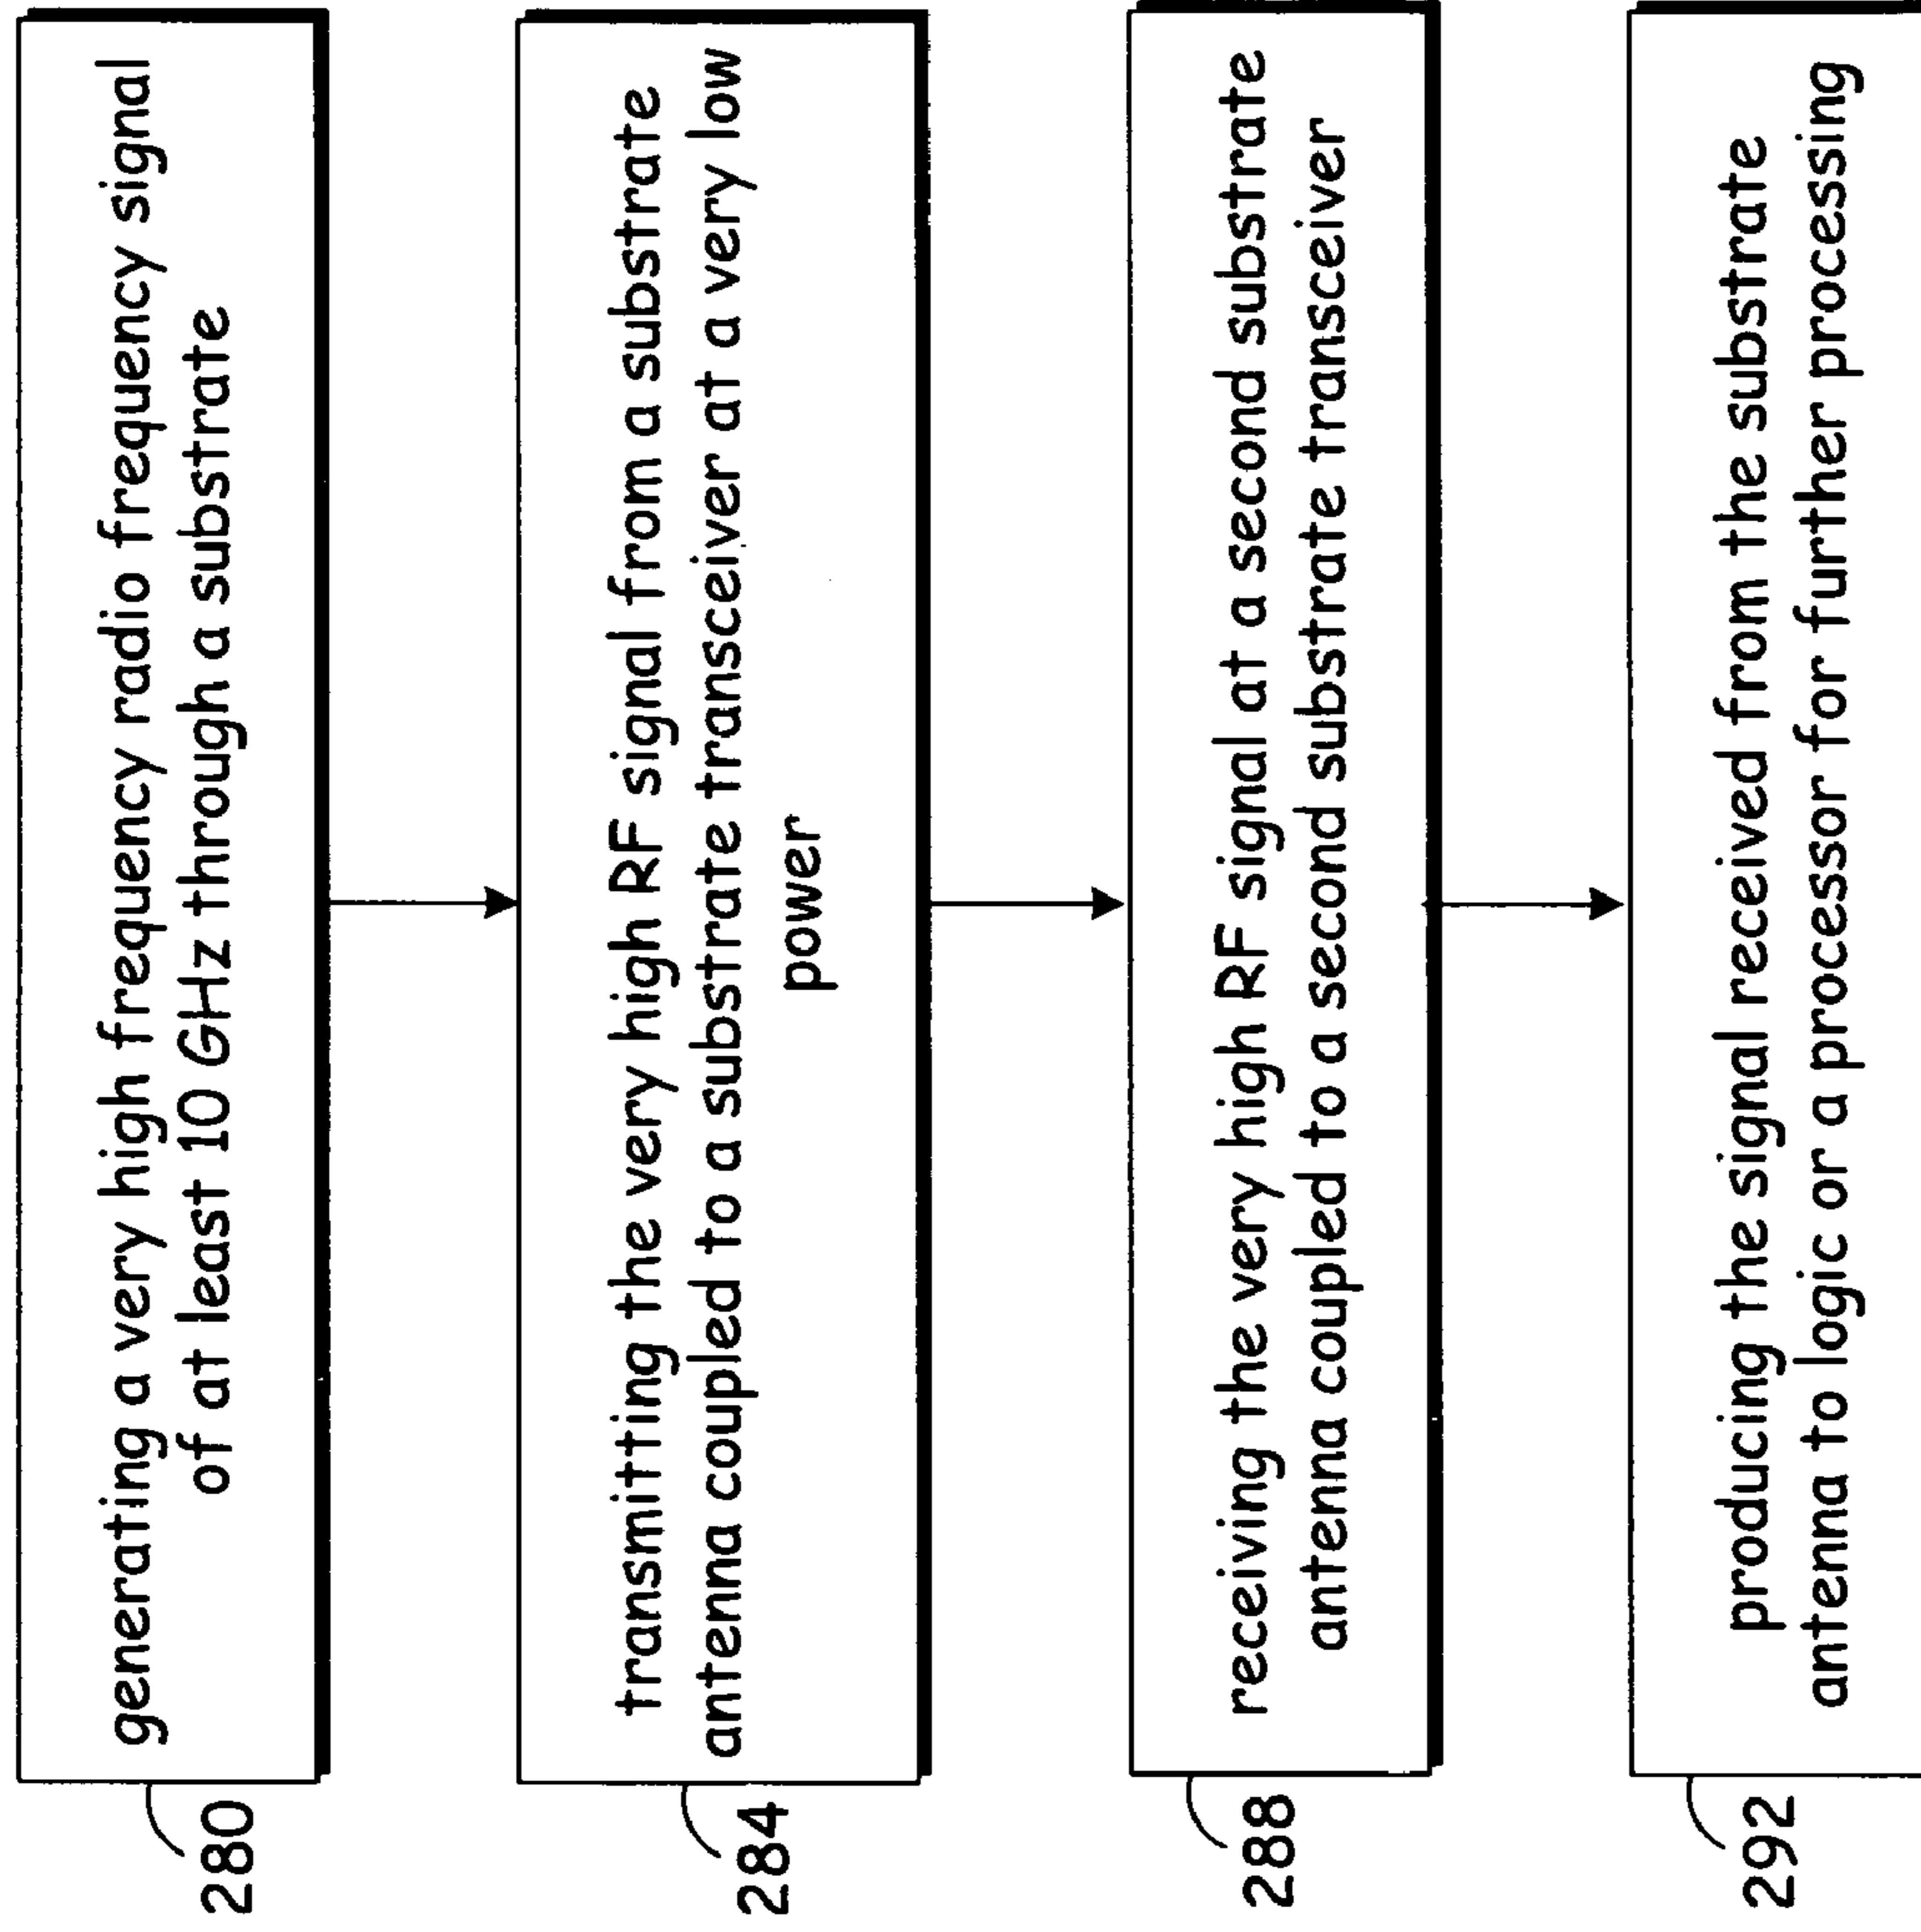 generating a very high frequency radio frequency signal
of at least 10 GHz through a substrate
280
transmitting the very high RF signal from a substrate
antenna coupled to a substrate transceiver at a very low
power
284
receiving the very high RF signal at a second substrate
antenna coupled to a second substrate transceiver
288
producing the signal received from the substrate
antenna to logic or a processor for further processing
292